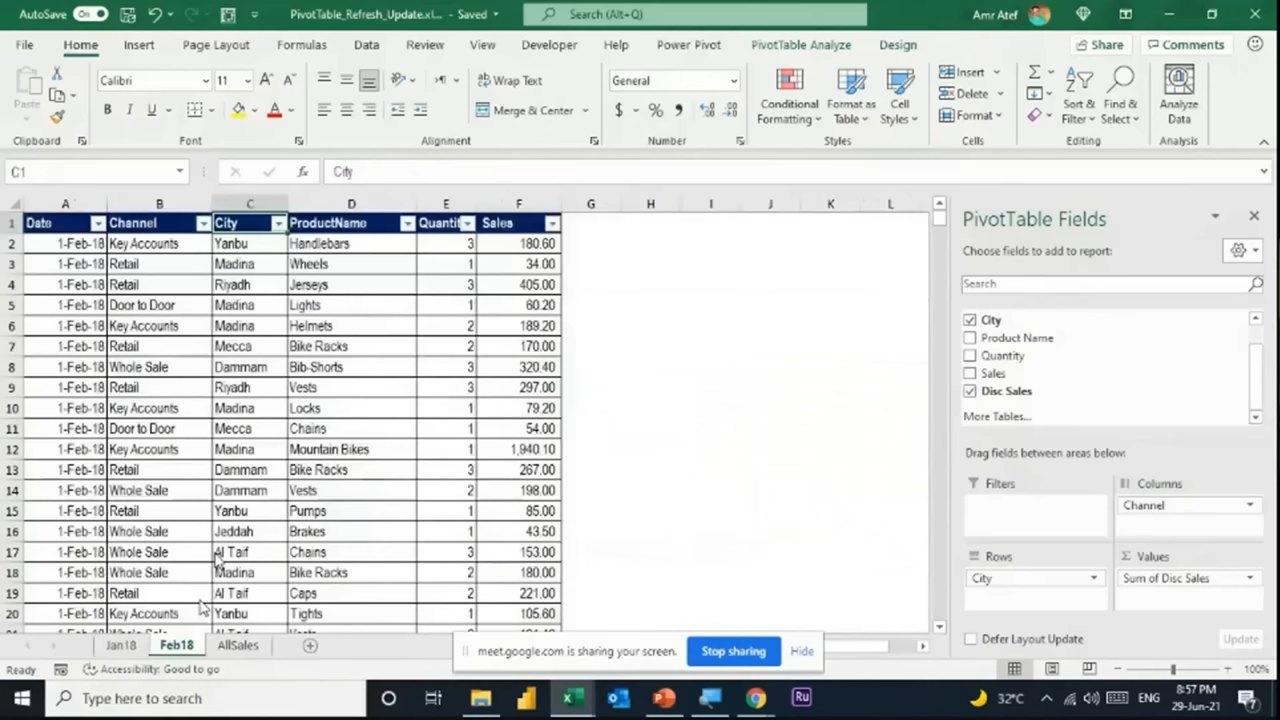 AutoSave On PivotTable_Refresh_Update.xl... - Saved Search (Alt+Q) Amr Atef
File Home Insert Page Layout Formulas Data Review View Developer Help Power Pivot PivotTable Analyze Design Share Comments
Paste Calibri 11 Wrap Text General Conditional Formatting Format as Table Cell Styles Insert Sort & Filter Find & Select Analyze Data
B I U A Merge & Center $ % Delete
Format
Clipboard Font Alignment Number Styles Cells Editing Analysis
C1 fx City
A B C D E F G H I J K L
1 Date Channel City ProductName Quantit Sales
2 1-Feb-18 Key Accounts Yanbu Handlebars 3 180.60
3 1-Feb-18 Retail Madina Wheels 1 34.00
4 1-Feb-18 Retail Riyadh Jerseys 3 405.00
5 1-Feb-18 Door to Door Madina Lights 1 60.20
6 1-Feb-18 Key Accounts Madina Helmets 2 189.20
7 1-Feb-18 Retail Mecca Bike Racks 2 170.00
8 1-Feb-18 Whole Sale Dammam Bib-Shorts 3 320.40
9 1-Feb-18 Retail Riyadh Vests 3 297.00
10 1-Feb-18 Key Accounts Madina Locks 1 79.20
11 1-Feb-18 Door to Door Mecca Chains 1 54.00
12 1-Feb-18 Key Accounts Madina Mountain Bikes 1 1,940.10
13 1-Feb-18 Retail Dammam Bike Racks 3 267.00
14 1-Feb-18 Whole Sale Dammam Vests 2 198.00
15 1-Feb-18 Retail Yanbu Pumps 1 85.00
16 1-Feb-18 Whole Sale Jeddah Brakes 1 43.50
17 1-Feb-18 Whole Sale Al Taif Chains 3 153.00
18 1-Feb-18 Whole Sale Madina Bike Racks 2 180.00
19 1-Feb-18 Retail Al Taif Caps 2 221.00
20 1-Feb-18 Key Accounts Yanbu Tights 1 105.60
PivotTable Fields
Choose fields to add to report:
Search
City
Product Name
Quantity
Sales
Disc Sales
More Tables...
Drag fields between areas below:
Filters Columns
Channel
Rows Σ Values
City Sum of Disc Sales
Defer Layout Update Update
Jan18 Feb18 AllSales
meet.google.com is sharing your screen. Stop sharing Hide
Ready Accessibility: Good to go 100%
Type here to search Ru 32°C ENG 8:57 PM
29-Jun-21 7